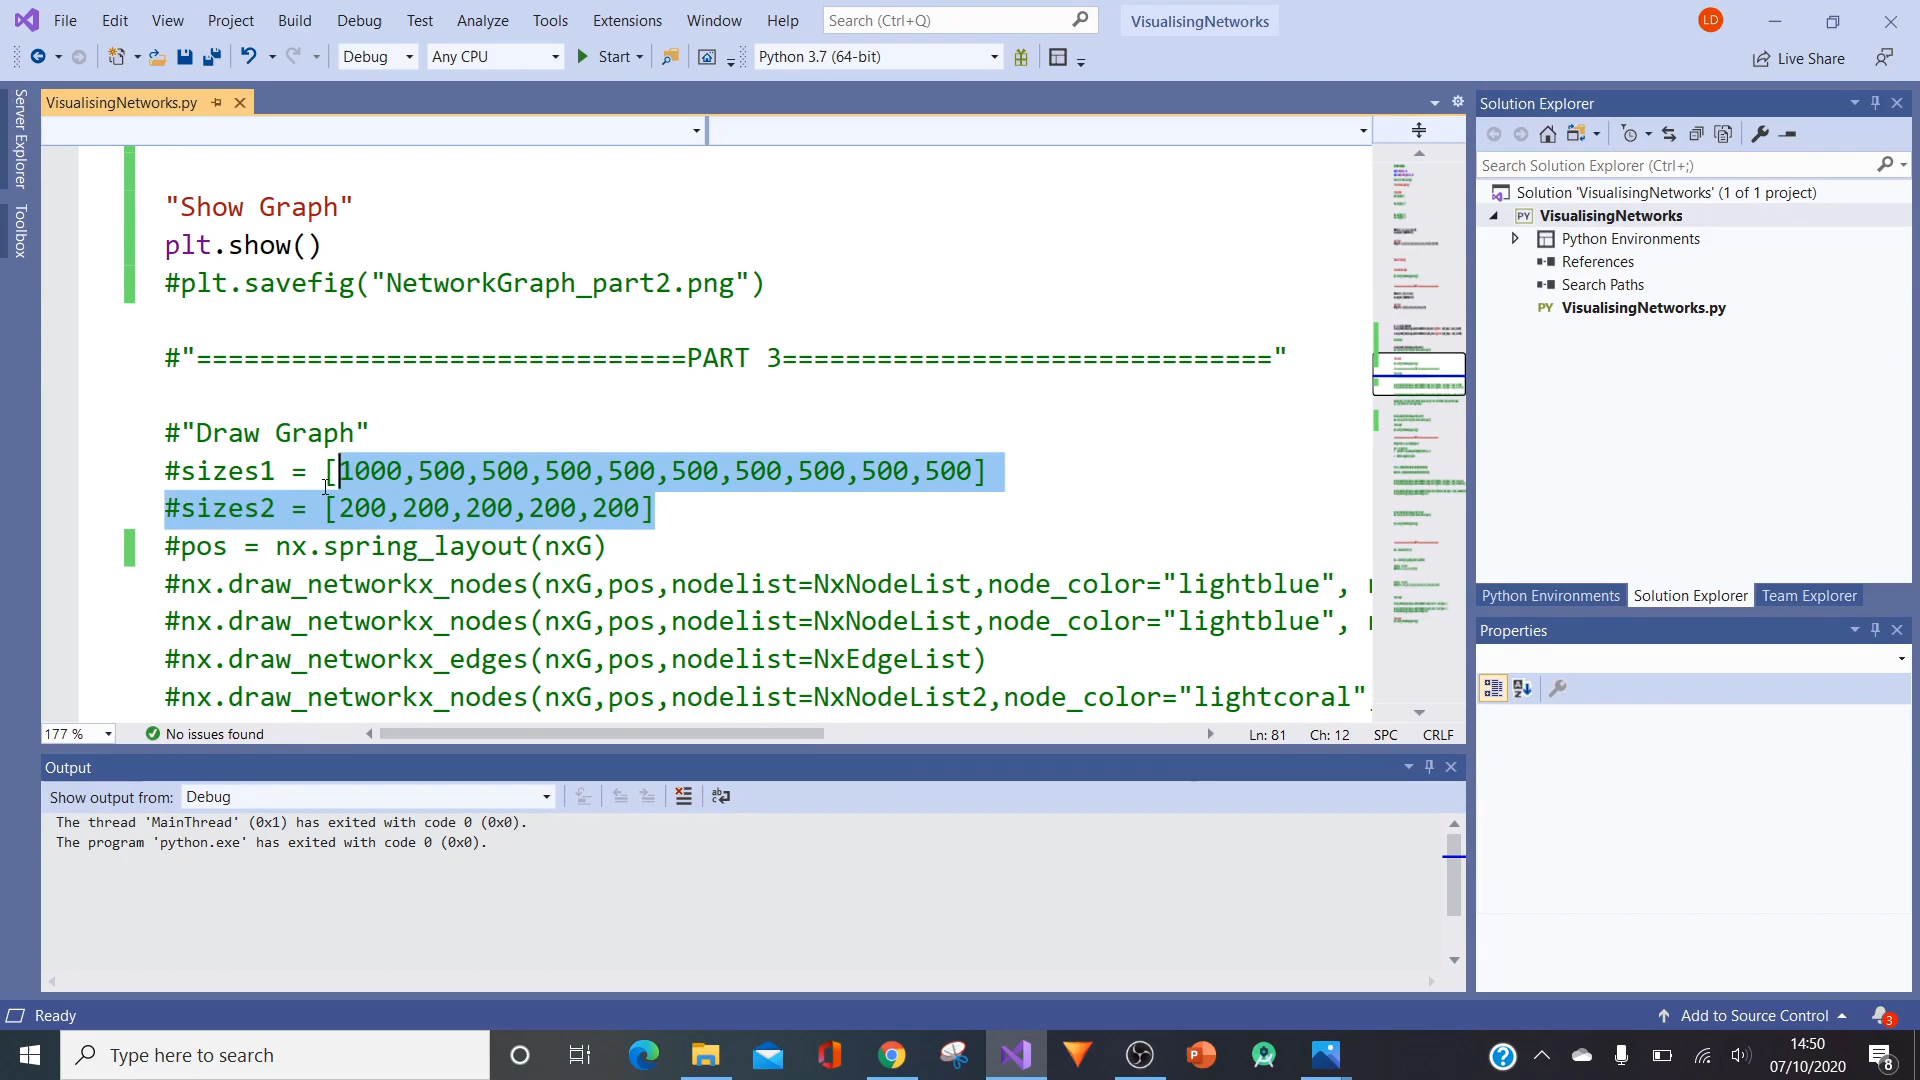 File Edit View Project Build Debug Test Analyze Tools Extensions Window Help Search (Ctrl+Q) VisualisingNetworks LD
Debug Any CPU Start Python 3.7 (64-bit) Live Share
Server Explorer
Toolbox
VisualisingNetworks.py
"Show Graph"
plt.show()
#plt.savefig("NetworkGraph_part2.png")
#"===============================PART 3==============================="
#"Draw Graph"
#sizes1 = [1000,500,500,500,500,500,500,500,500,500]
#sizes2 = [200,200,200,200,200]
#pos = nx.spring_layout(nxG)
#nx.draw_networkx_nodes(nxG,pos,nodelist=NxNodeList,node_color="lightblue",
#nx.draw_networkx_nodes(nxG,pos,nodelist=NxNodeList,node_color="lightblue",
#nx.draw_networkx_edges(nxG,pos,nodelist=NxEdgeList)
#nx.draw_networkx_nodes(nxG,pos,nodelist=NxNodeList2,node_color="lightcoral"
177 % No issues found Ln: 81 Ch: 12 SPC CRLF
Output
Show output from: Debug
The thread 'MainThread' (0x1) has exited with code 0 (0x0).
The program 'python.exe' has exited with code 0 (0x0).
Solution Explorer
Search Solution Explorer (Ctrl+;)
Solution 'VisualisingNetworks' (1 of 1 project)
PY VisualisingNetworks
Python Environments
References
Search Paths
PY VisualisingNetworks.py
Python Environments Solution Explorer Team Explorer
Properties
Ready Add to Source Control 3
Type here to search
14:50
07/10/2020
8